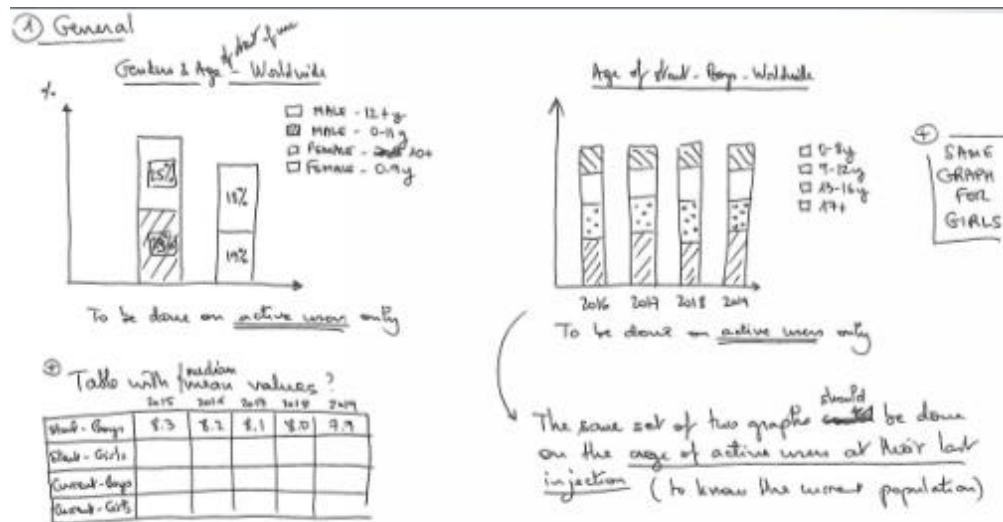 ① General
Genders & Age of start of use - Worldwide
%
MALE - 12+y
MALE - 0-11y
FEMALE - 10+
FEMALE - 0-9y
25%
18%
19%
To be done on active users only
⊕ Table with median / mean values?
2015 2016 2017 2018 2019
Start - Boys 8.3 8.2 8.1 8.0 7.9
Start - Girls
Current - Boys
Current - Girls
Age of start - Boys - Worldwide
0-8y
9-12y
13-16y
17+
2016 2017 2018 2019
To be done on active users only
⊕
SAME
GRAPH
FOR
GIRLS
The same set of two graphs should be done
on the age of active users at their last
injection (to know the current population)